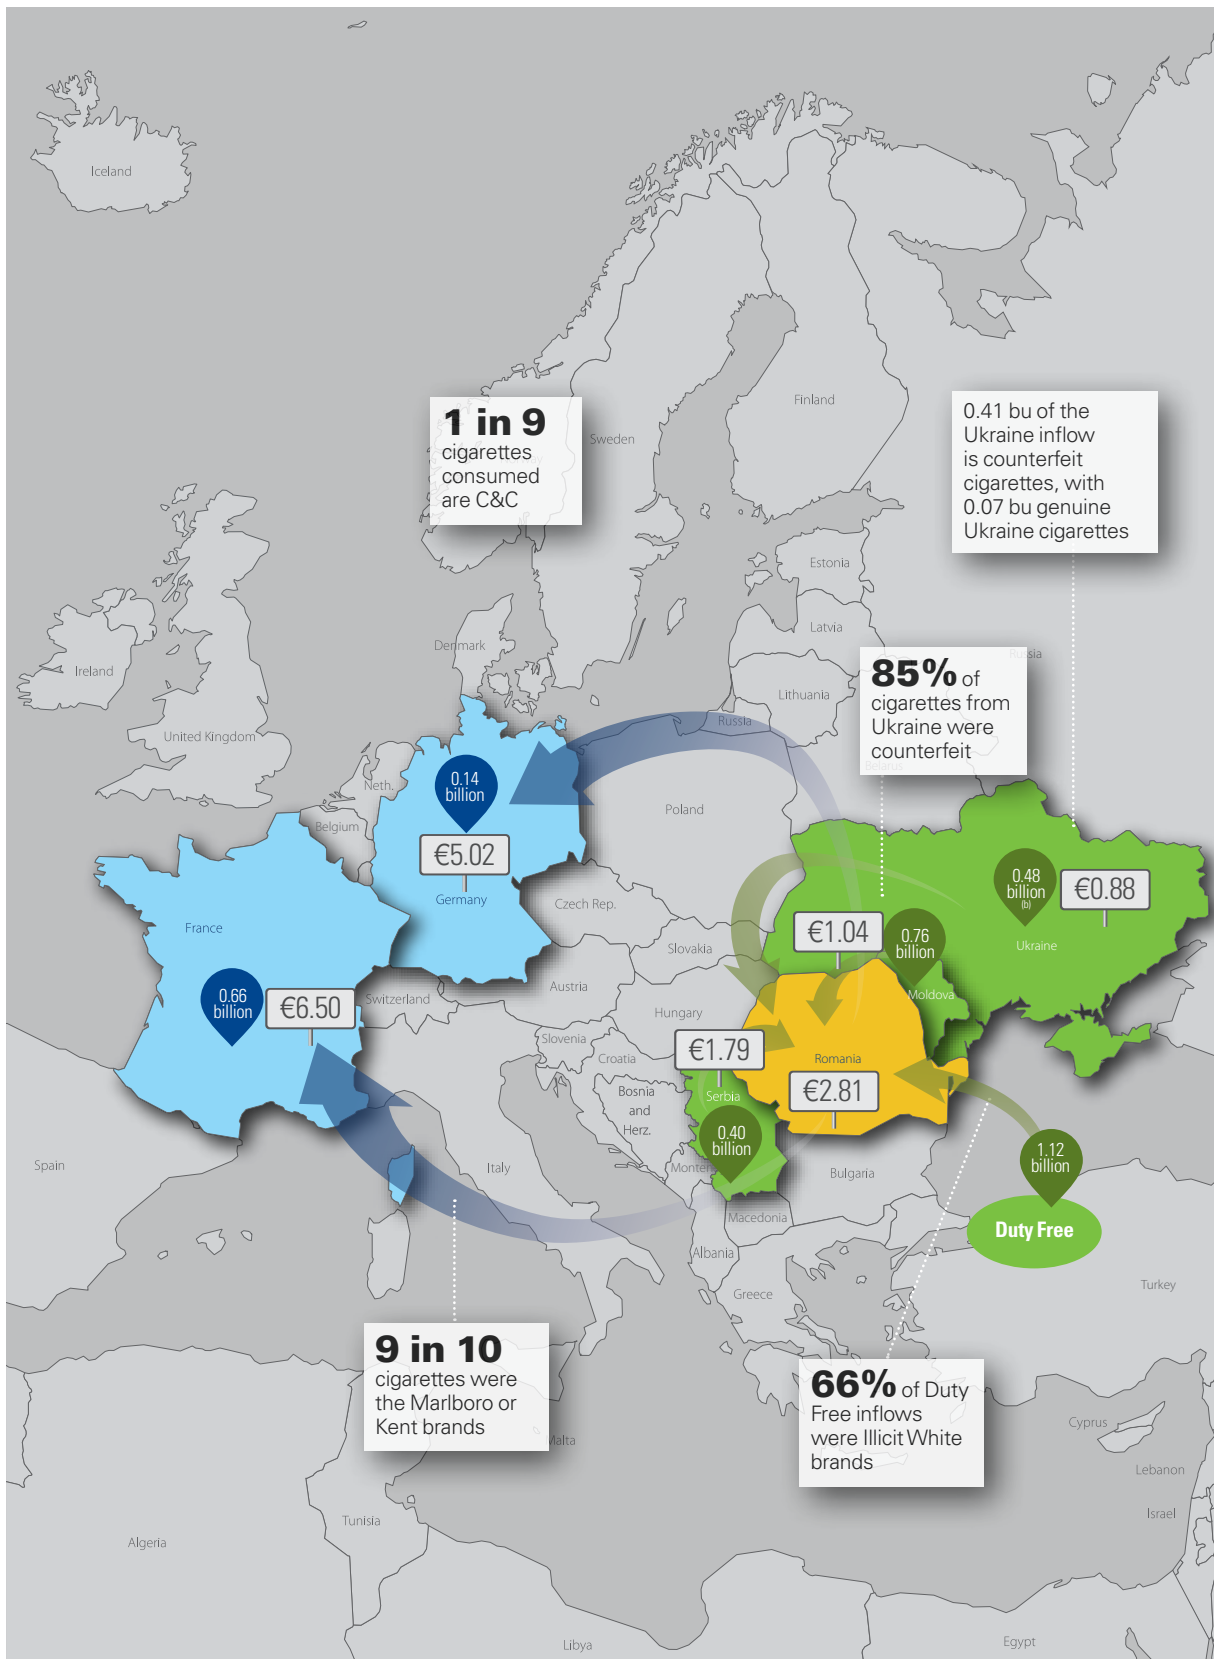 Iceland
Finland
Sweden
1 in 9
cigarettes
consumed
are C&C
0.41 bu of the
Ukraine inflow
is counterfeit
cigarettes, with
0.07 bu genuine
Ukraine cigarettes
Estonia
Latvia
Denmark
Russia
Ireland
Lithuania
85% of
cigarettes from
Ukraine were
counterfeit
Russia
United Kingdom
Belarus
Neth.
0.14
billion
Poland
Belgium
€5.02
Germany
0.48
billion
(b)
€0.88
Czech Rep.
France
€1.04
0.76
billion
Slovakia
Ukraine
Austria
0.66
billion
€6.50
Switzerland
Moldova
Hungary
Slovenia
€1.79
Croatia
Romania
Bosnia
and
Herz.
Serbia
€2.81
0.40
billion
1.12
billion
Spain
Italy
Monten
Bulgaria
Macedonia
Duty Free
Albania
Turkey
Greece
9 in 10
cigarettes were
the Marlboro or
Kent brands
66% of Duty
Free inflows
were Illicit White
brands
Malta
Cyprus
Lebanon
Israel
Tunisia
Algeria
Libya
Egypt